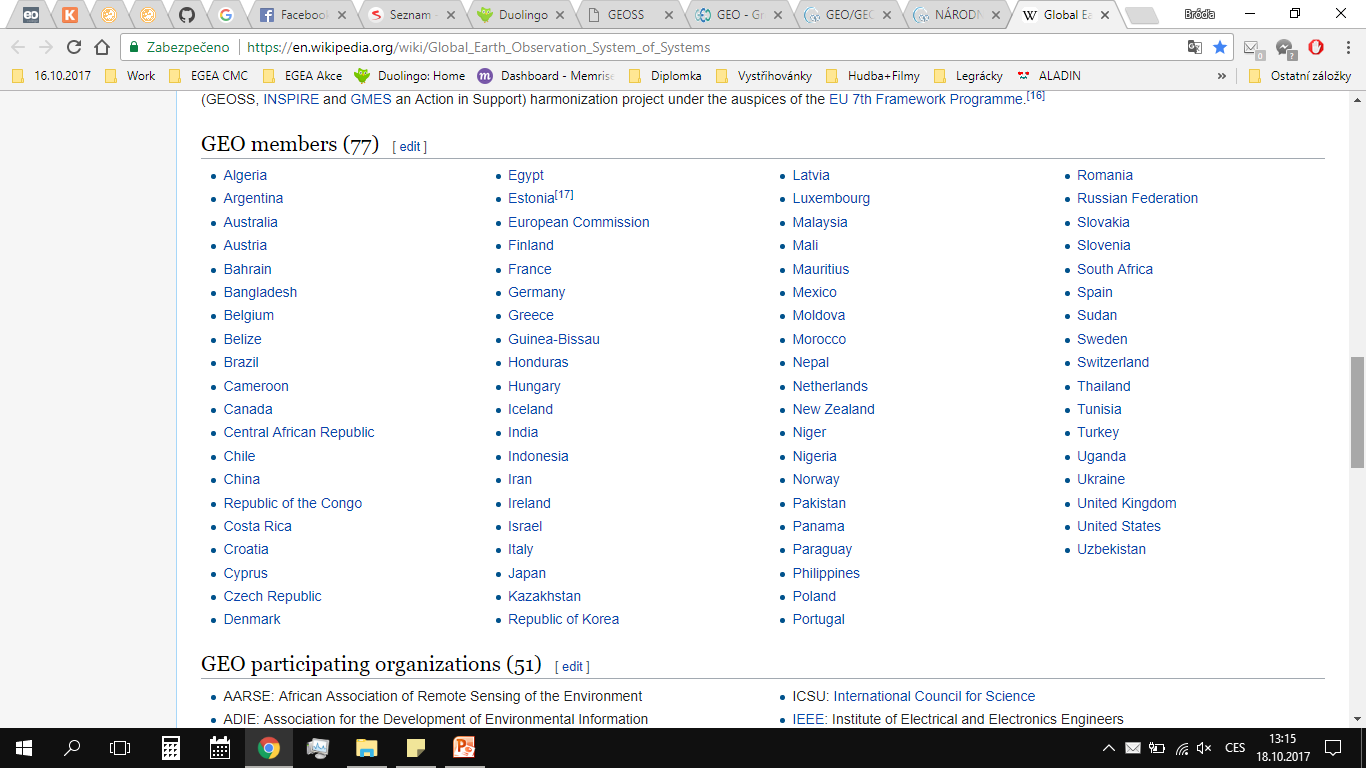 Facebook
Seznam -
Duolingo
GEOSS
GEO - Gr
GEO/GEO
NÁRODN
Global Ea
Bróďa
Zabezpečeno
https://en.wikipedia.org/wiki/Global_Earth_Observation_System_of_Systems
16.10.2017
Work
EGEA CMC
EGEA Akce
Duolingo: Home
Dashboard - Memrise
Diplomka
Vystřihovánky
Hudba+Filmy
Legrácky
ALADIN
»
Ostatní záložky
(GEOSS, INSPIRE and GMES an Action in Support) harmonization project under the auspices of the EU 7th Framework Programme.[16]
GEO members (77) [ edit ]
Algeria
Argentina
Australia
Austria
Bahrain
Bangladesh
Belgium
Belize
Brazil
Cameroon
Canada
Central African Republic
Chile
China
Republic of the Congo
Costa Rica
Croatia
Cyprus
Czech Republic
Denmark
Egypt
Estonia[17]
European Commission
Finland
France
Germany
Greece
Guinea-Bissau
Honduras
Hungary
Iceland
India
Indonesia
Iran
Ireland
Israel
Italy
Japan
Kazakhstan
Republic of Korea
Latvia
Luxembourg
Malaysia
Mali
Mauritius
Mexico
Moldova
Morocco
Nepal
Netherlands
New Zealand
Niger
Nigeria
Norway
Pakistan
Panama
Paraguay
Philippines
Poland
Portugal
Romania
Russian Federation
Slovakia
Slovenia
South Africa
Spain
Sudan
Sweden
Switzerland
Thailand
Tunisia
Turkey
Uganda
Ukraine
United Kingdom
United States
Uzbekistan
GEO participating organizations (51) [ edit ]
AARSE: African Association of Remote Sensing of the Environment
ADIE: Association for the Development of Environmental Information
ICSU: International Council for Science
IEEE: Institute of Electrical and Electronics Engineers
CES
13:15
18.10.2017